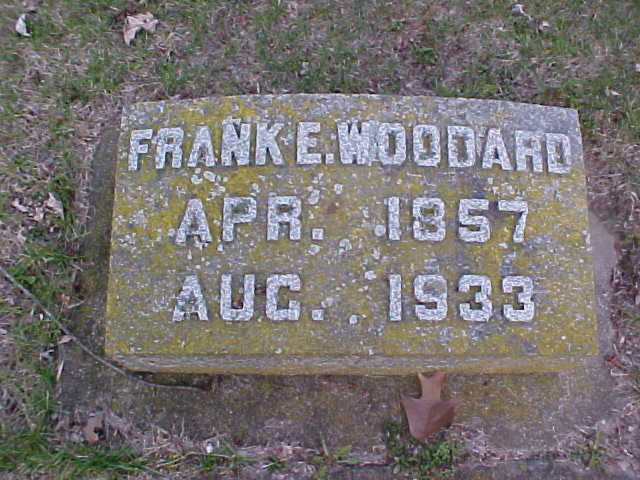 FRANK E. WOODARD
APR. 1857
AUG. 1933